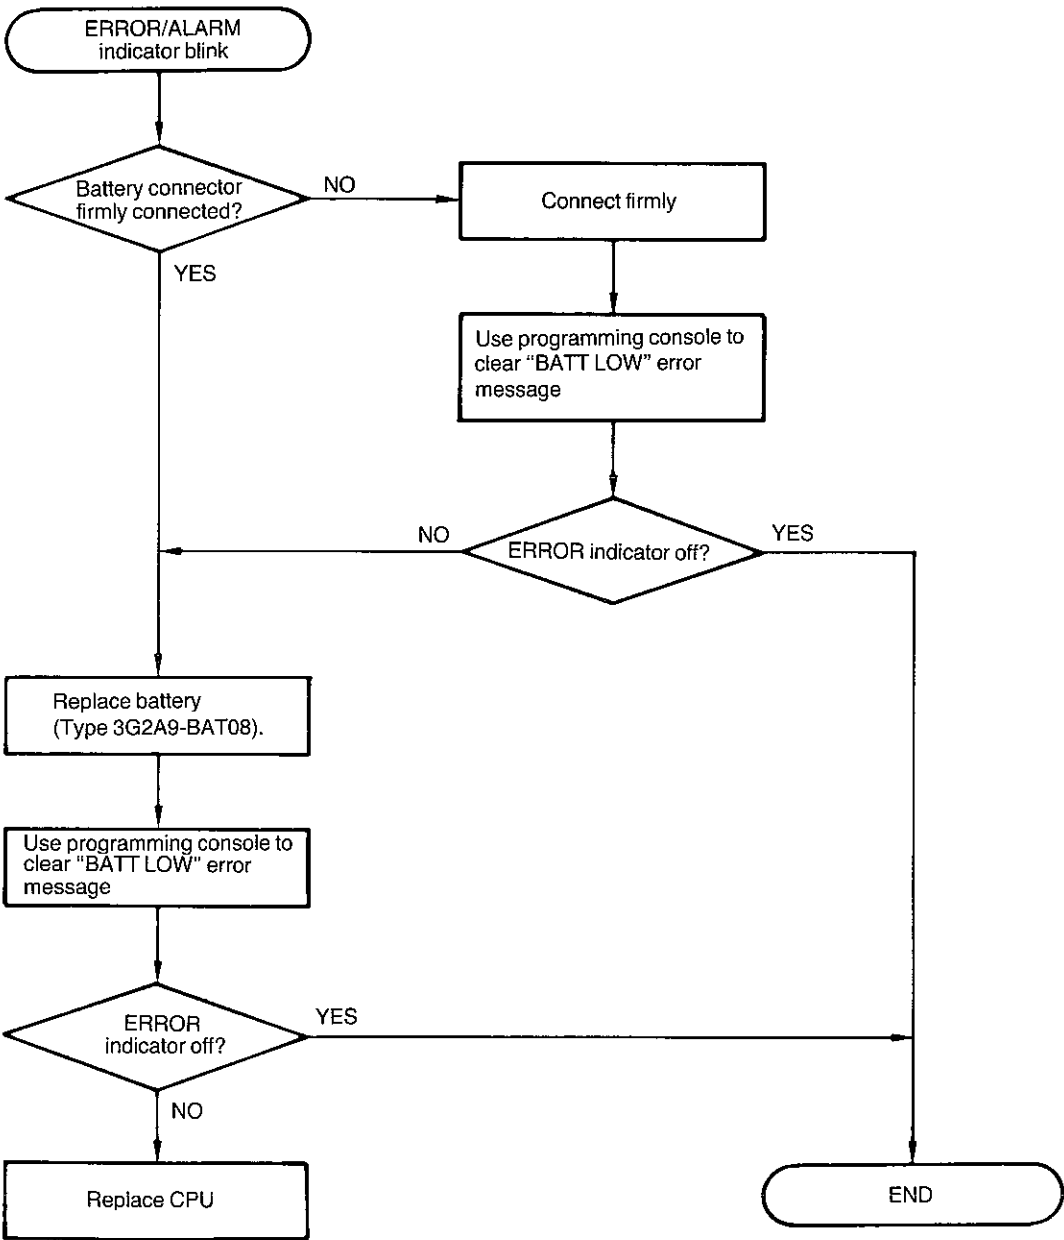 ERROR/ALARM
indicator blink
Battery connector
firmly connected?
NO
Connect firmly
YES
Use programming console to
clear “BATT LOW” error
message
NO
ERROR indicator off?
YES
Replace battery
(Type 3G2A9-BAT08).
Use programming console to
clear “BATT LOW” error
message
ERROR
indicator off?
YES
NO
Replace CPU
END